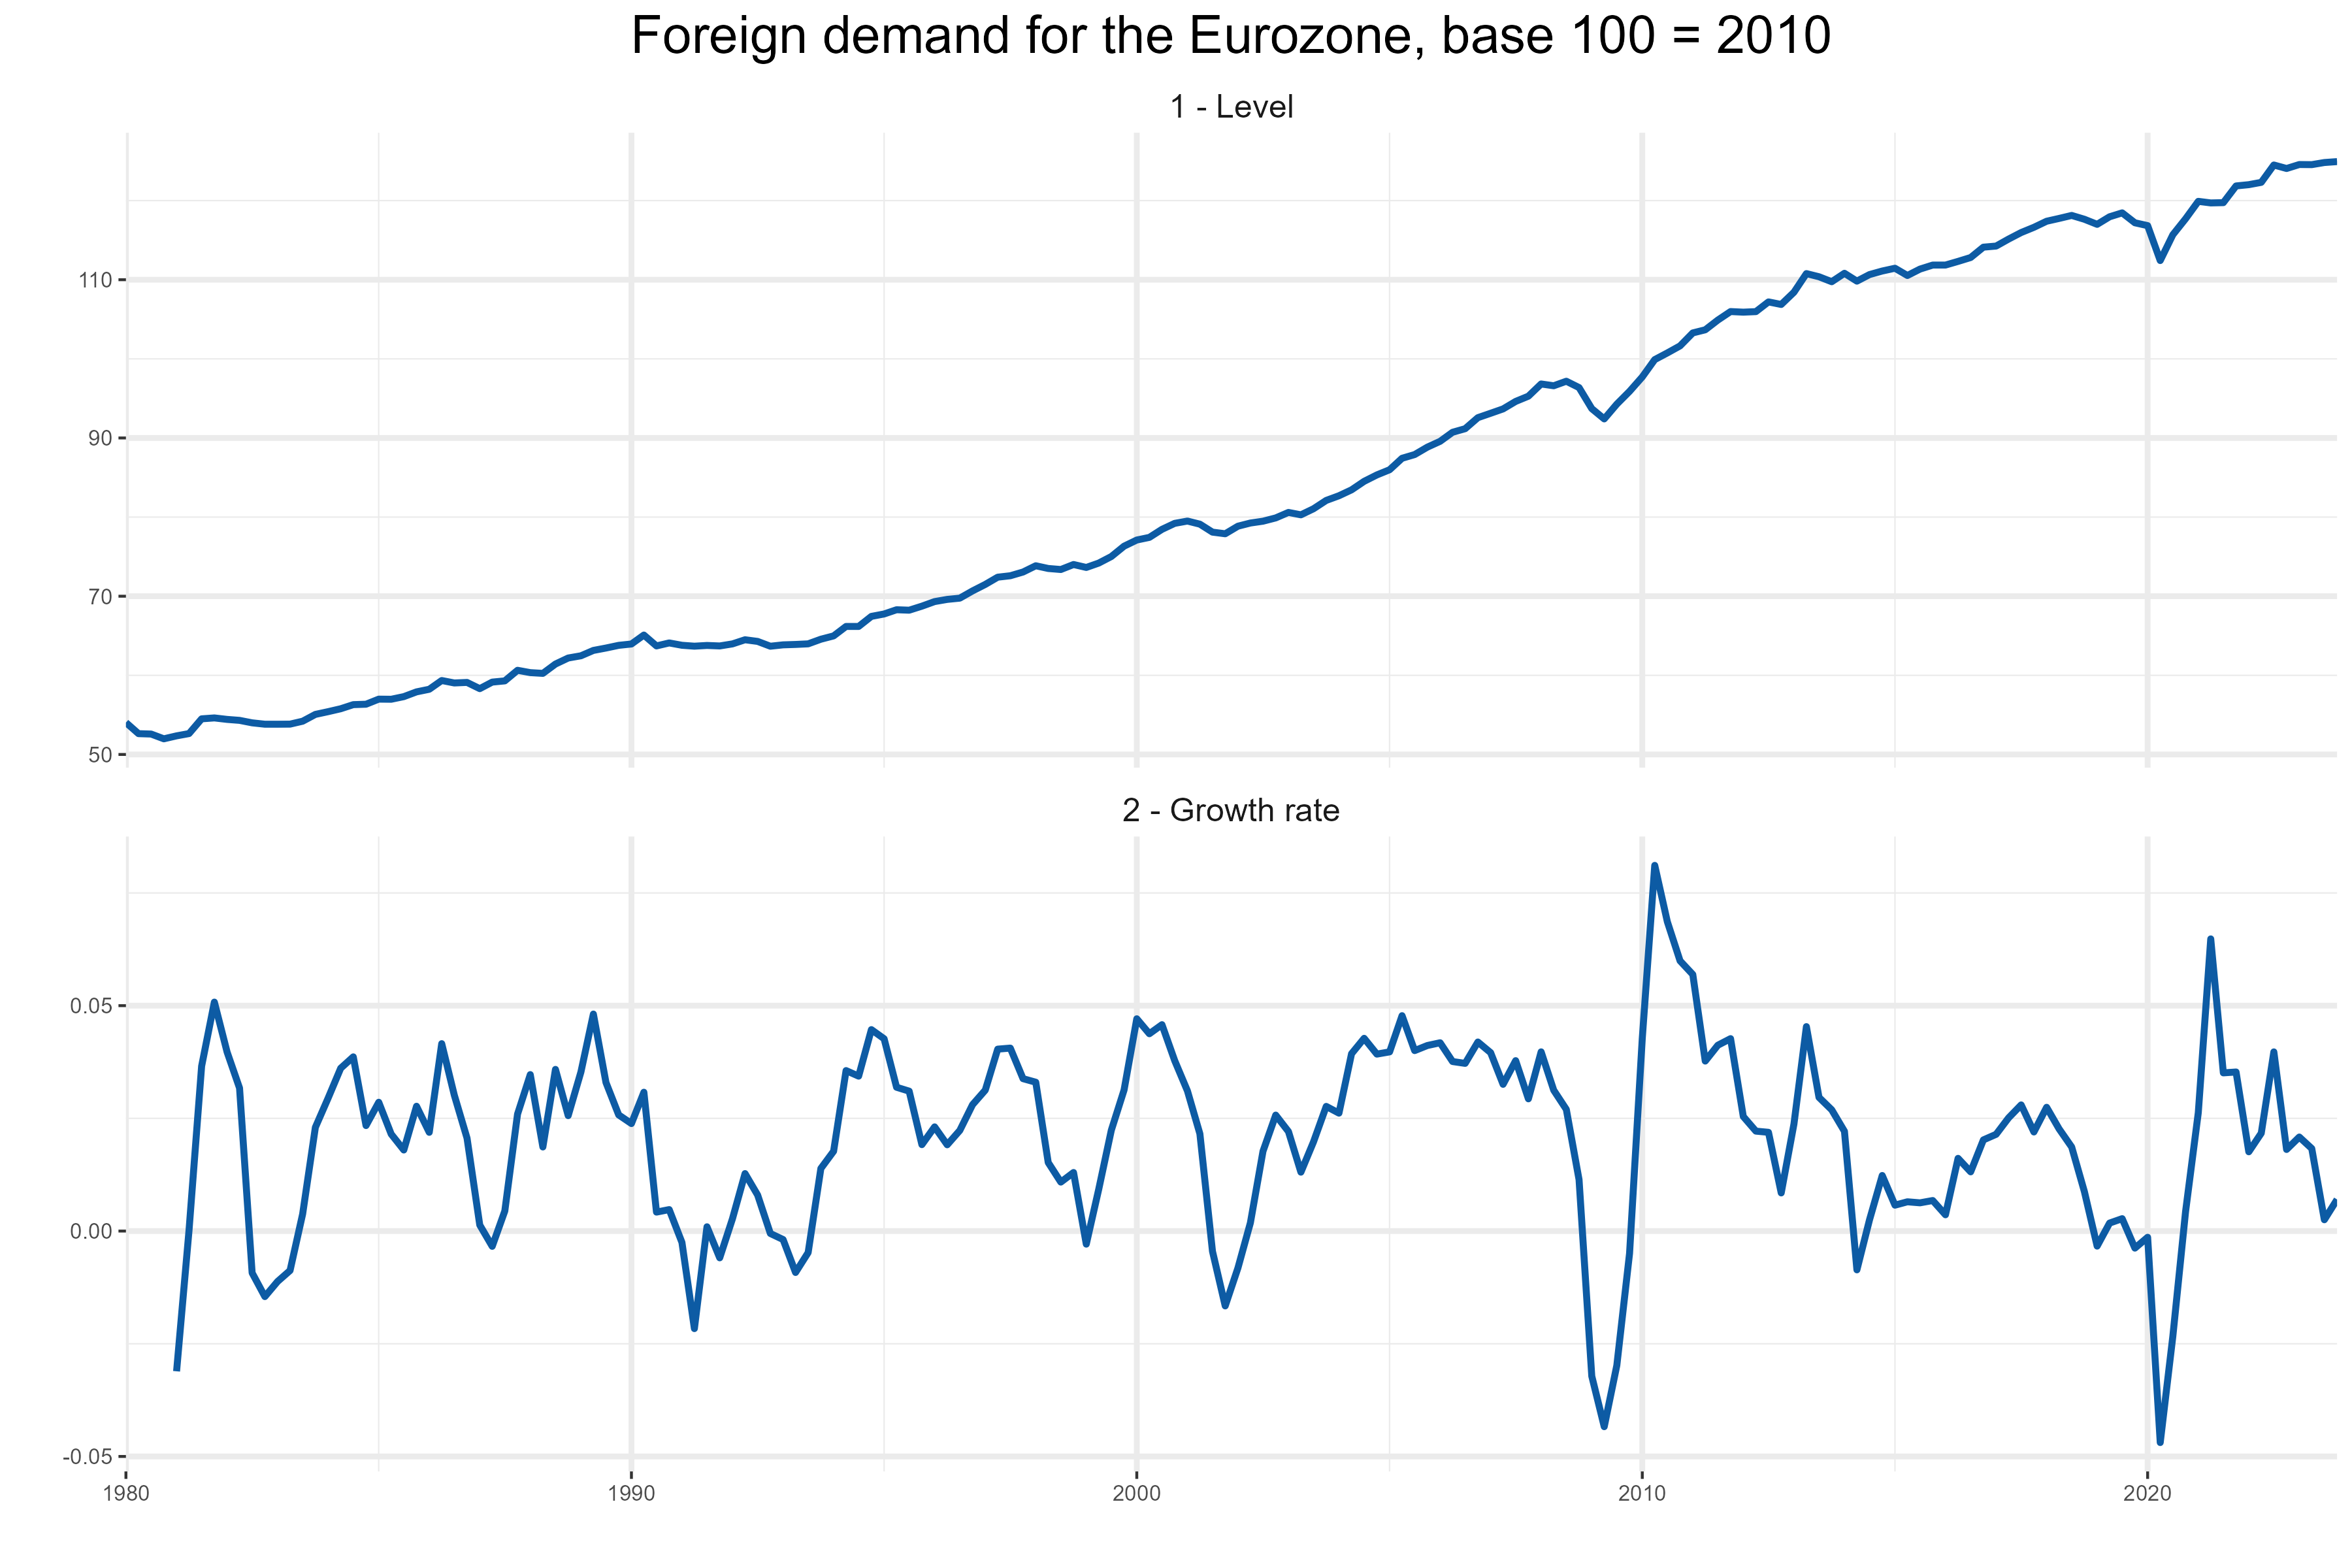 Foreign demand for the Eurozone, base 100 = 2010
1 - Level
110
90
70
50
2 - Growth rate
0.05
0.00
-0.05
1980 1990 2000 2010 2020